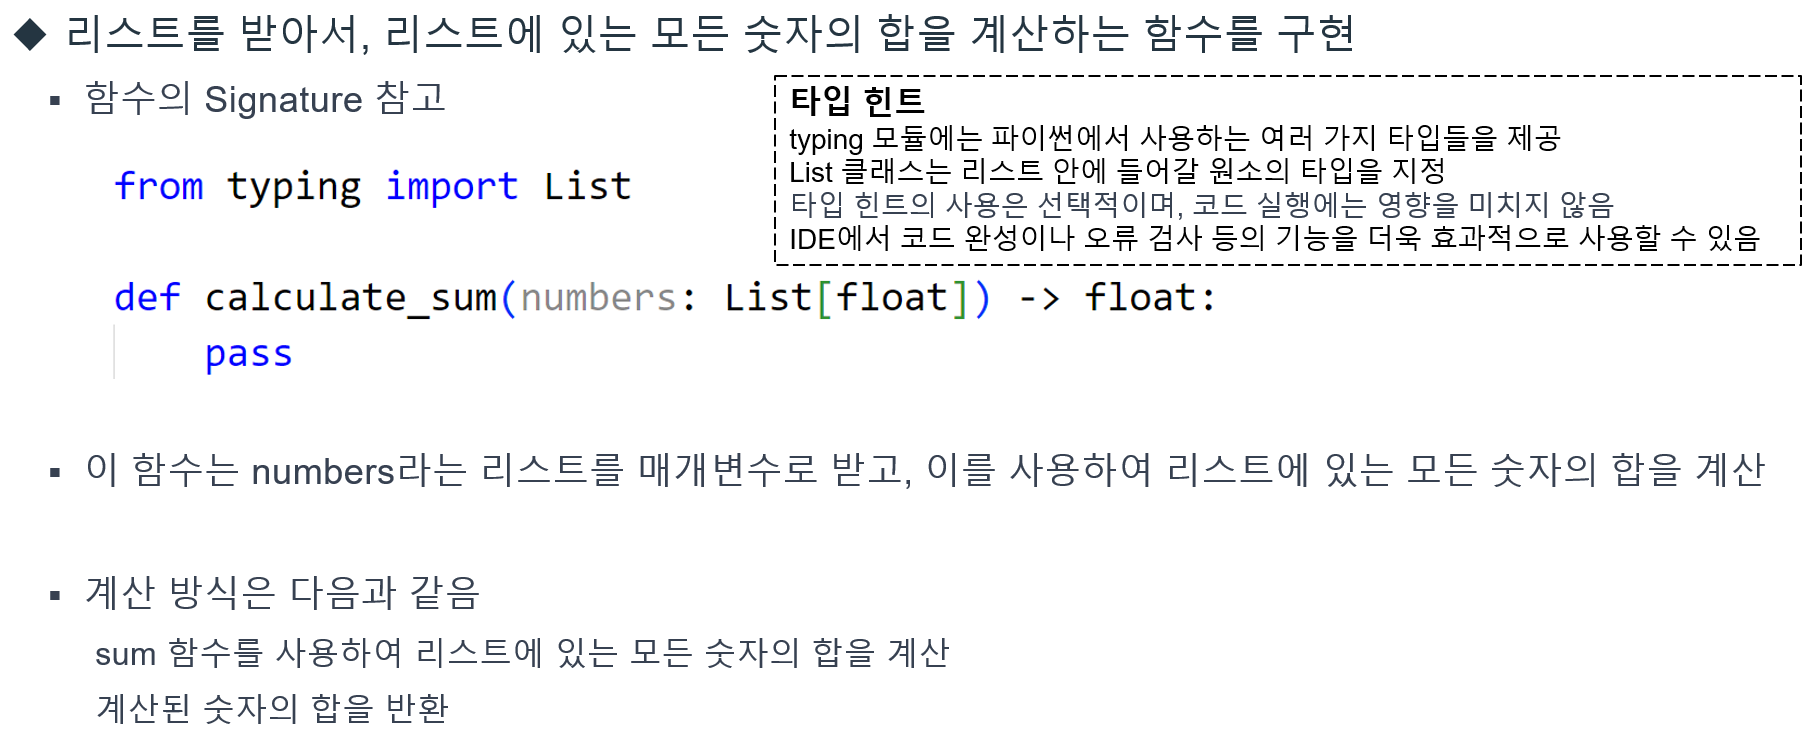 ◆ 리스트를 받아서, 리스트에 있는 모든 숫자의 합을 계산하는 함수를 구현
▪ 함수의 Signature 참고
타입 힌트
typing 모듈에는 파이썬에서 사용하는 여러 가지 타입들을 제공
List 클래스는 리스트 안에 들어갈 원소의 타입을 지정
타입 힌트의 사용은 선택적이며, 코드 실행에는 영향을 미치지 않음
IDE에서 코드 완성이나 오류 검사 등의 기능을 더욱 효과적으로 사용할 수 있음
from typing import List
def calculate_sum(numbers: List[float]) -> float:
    pass
▪ 이 함수는 numbers라는 리스트를 매개변수로 받고, 이를 사용하여 리스트에 있는 모든 숫자의 합을 계산
▪ 계산 방식은 다음과 같음
sum 함수를 사용하여 리스트에 있는 모든 숫자의 합을 계산
계산된 숫자의 합을 반환